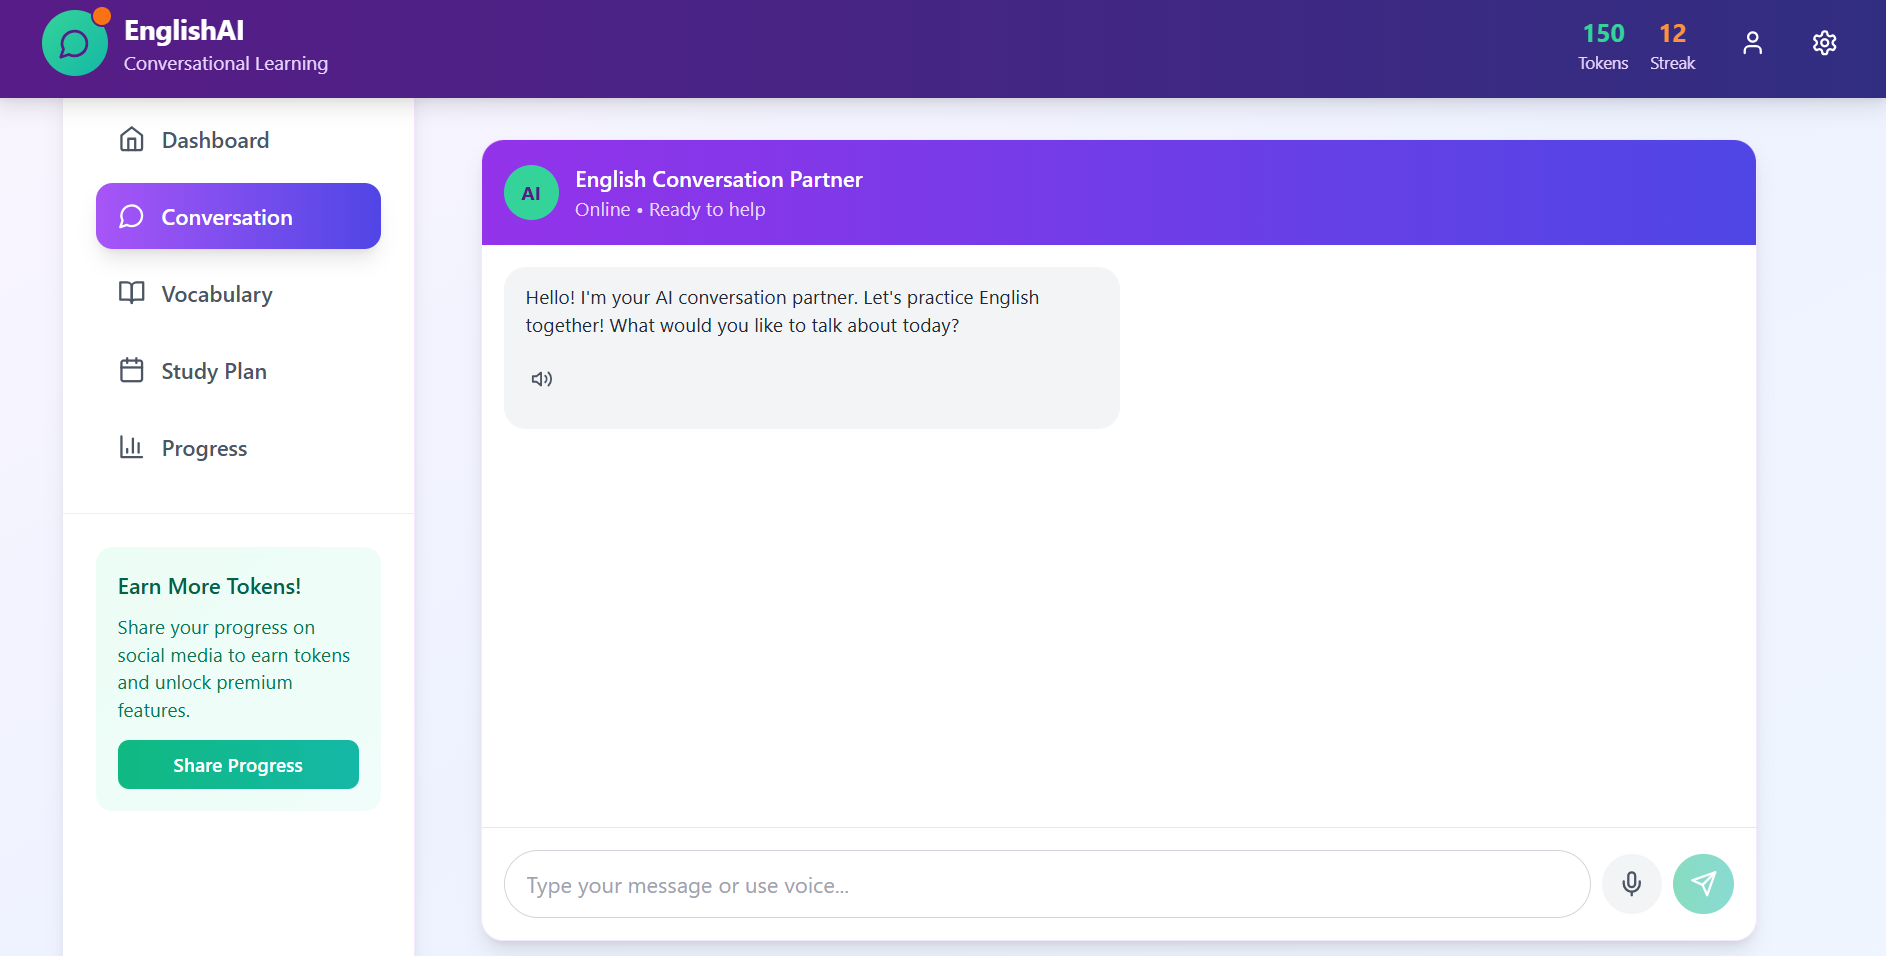 EnglishAI
Conversational Learning
150
Tokens
12
Streak
Dashboard
Conversation
Vocabulary
Study Plan
Progress
Earn More Tokens!
Share your progress on
social media to earn tokens
and unlock premium
features.
Share Progress
AI
English Conversation Partner
Online • Ready to help
Hello! I'm your AI conversation partner. Let's practice English
together! What would you like to talk about today?
Type your message or use voice...